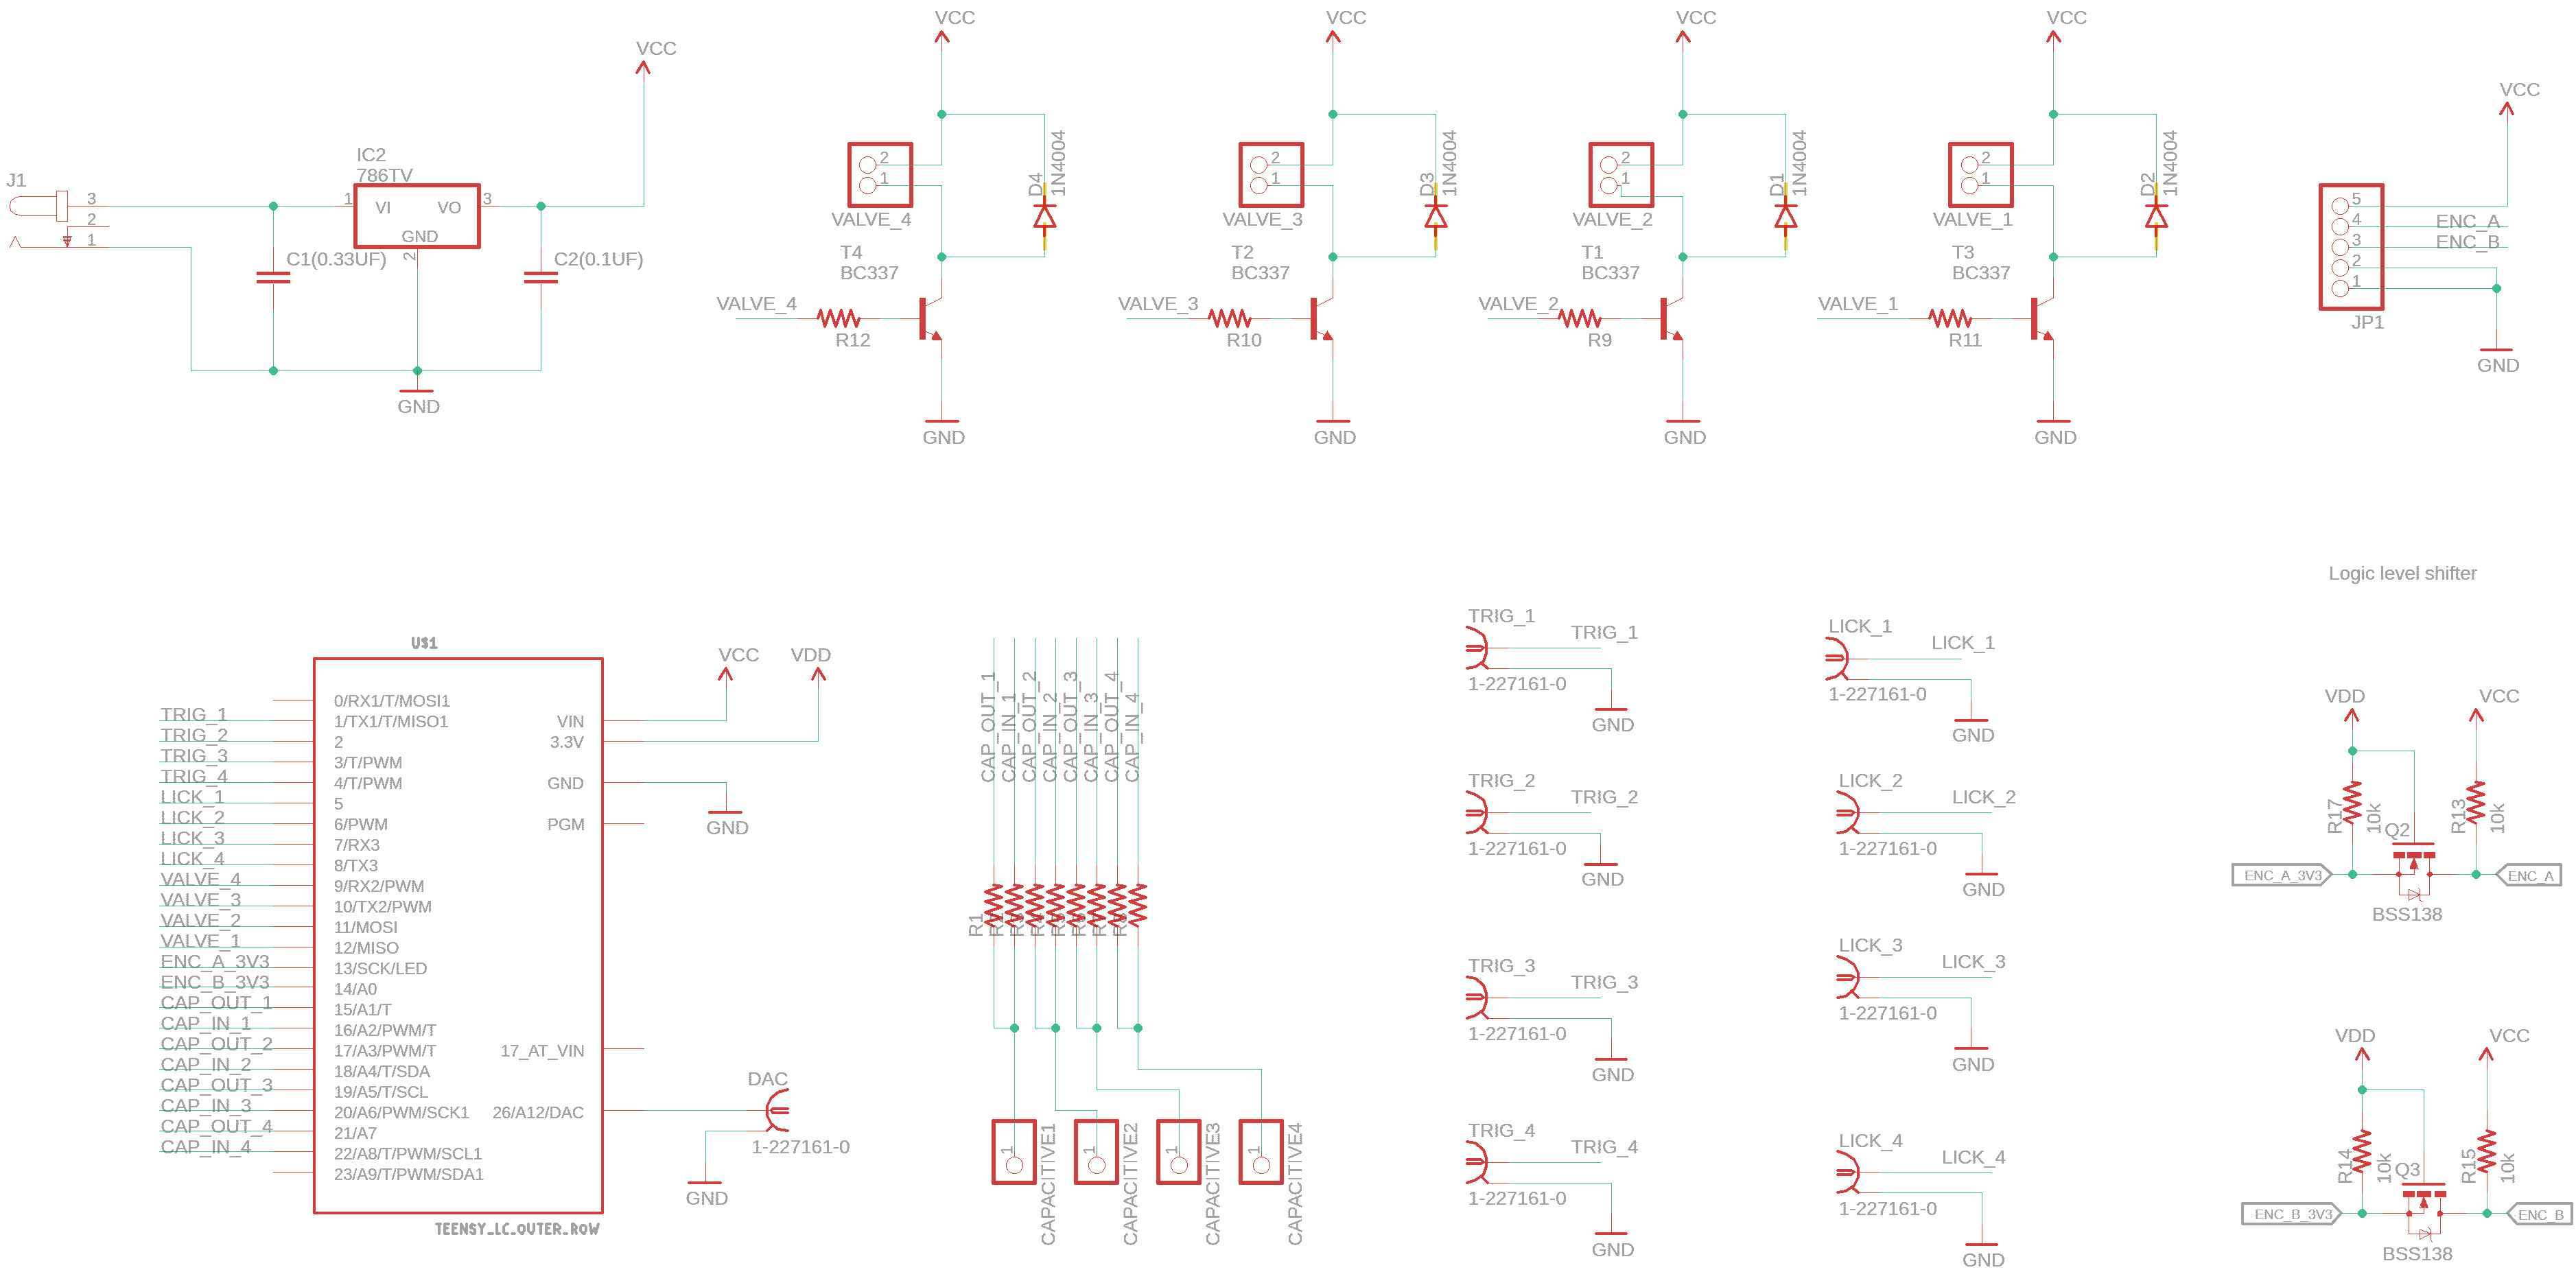 VCC
J1
3
2
1
IC2
786TV
1
VI
VO
3
GND
2
C1(0.33UF)
C2(0.1UF)
GND
VCC
2
1
VALVE_4
D4
1N4004
T4
BC337
VALVE_4
R12
GND
VCC
2
1
VALVE_3
D3
1N4004
T2
BC337
VALVE_3
R10
GND
VCC
2
1
VALVE_2
D1
1N4004
T1
BC337
VALVE_2
R9
GND
VCC
2
1
VALVE_1
D2
1N4004
T3
BC337
VALVE_1
R11
GND
VCC
5
4
3
2
1
ENC_A
ENC_B
JP1
GND
U$1
TRIG_1
TRIG_2
TRIG_3
TRIG_4
LICK_1
LICK_2
LICK_3
LICK_4
VALVE_4
VALVE_3
VALVE_2
VALVE_1
ENC_A_3V3
ENC_B_3V3
CAP_OUT_1
CAP_IN_1
CAP_OUT_2
CAP_IN_2
CAP_OUT_3
CAP_IN_3
CAP_OUT_4
CAP_IN_4
0/RX1/T/MOSI1
1/TX1/T/MISO1
2
3/T/PWM
4/T/PWM
5
6/PWM
7/RX3
8/TX3
9/RX2/PWM
10/TX2/PWM
11/MOSI
12/MISO
13/SCK/LED
14/A0
15/A1/T
16/A2/PWM/T
17/A3/PWM/T
18/A4/T/SDA
19/A5/T/SCL
20/A6/PWM/SCK1
21/A7
22/A8/T/PWM/SCL1
23/A9/T/PWM/SDA1
VIN
3.3V
GND
PGM
17_AT_VIN
26/A12/DAC
TEENSY_LC_OUTER_ROW
VCC
VDD
GND
DAC
1-227161-0
GND
CAP_OUT_1
CAP_IN_1
CAP_OUT_2
CAP_IN_2
CAP_OUT_3
CAP_IN_3
CAP_OUT_4
CAP_IN_4
R1
1
CAPACITIVE1
1
CAPACITIVE2
1
CAPACITIVE3
1
CAPACITIVE4
TRIG_1
TRIG_1
1-227161-0
GND
TRIG_2
TRIG_2
1-227161-0
GND
TRIG_3
TRIG_3
1-227161-0
GND
TRIG_4
TRIG_4
1-227161-0
GND
LICK_1
LICK_1
1-227161-0
GND
LICK_2
LICK_2
1-227161-0
GND
LICK_3
LICK_3
1-227161-0
GND
LICK_4
LICK_4
1-227161-0
GND
Logic level shifter
VDD
VCC
R17
10k
Q2
R13
10k
ENC_A_3V3
ENC_A
BSS138
VDD
VCC
R14
10k
Q3
R15
10k
ENC_B_3V3
ENC_B
BSS138